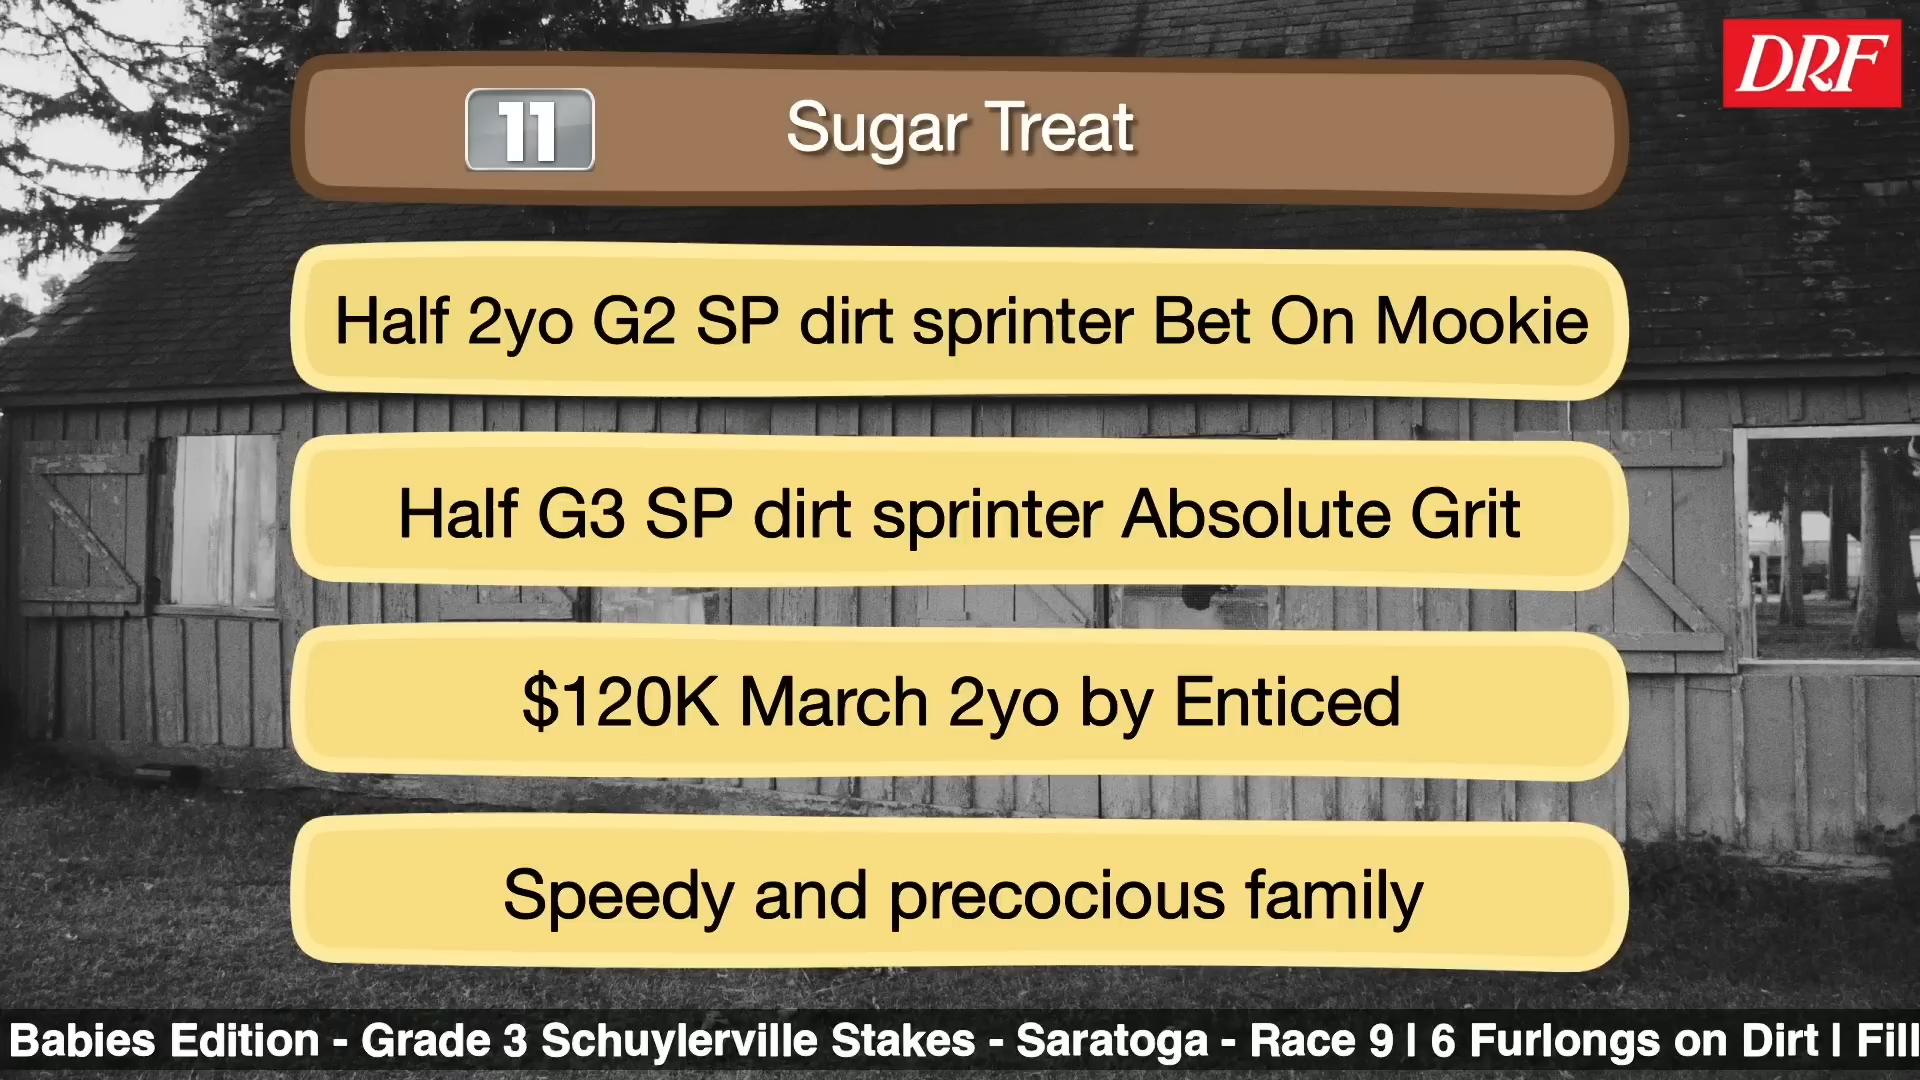 DRF
11 Sugar Treat
Half 2yo G2 SP dirt sprinter Bet On Mookie
Half G3 SP dirt sprinter Absolute Grit
$120K March 2yo by Enticed
Speedy and precocious family
Babies Edition - Grade 3 Schuylerville Stakes - Saratoga - Race 9 | 6 Furlongs on Dirt | Fill